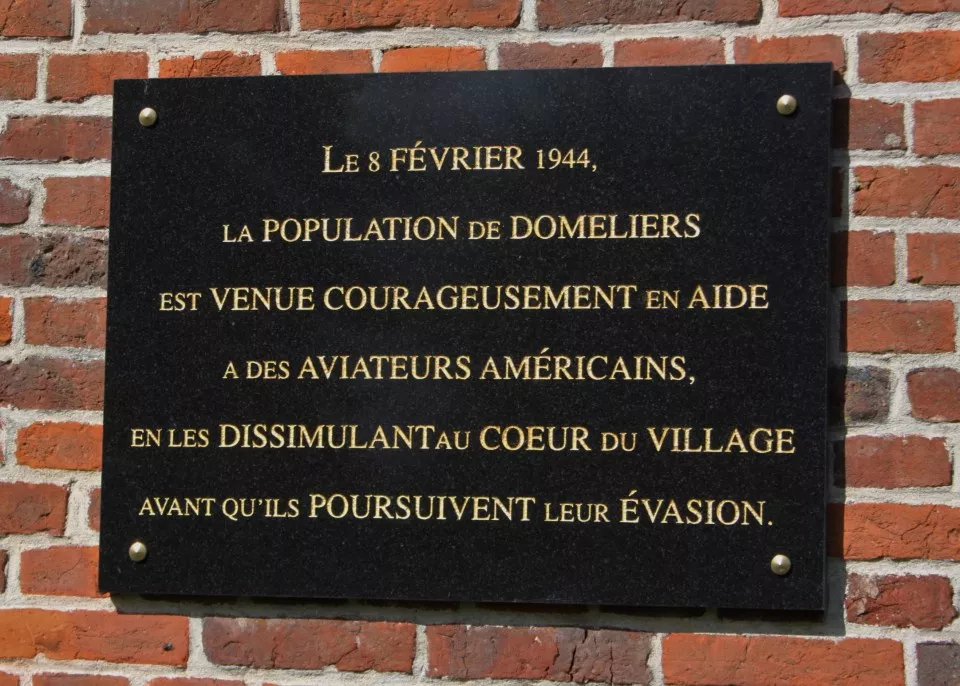 LE 8 FÉVRIER 1944,
LA POPULATION DE DOMELIERS
EST VENUE COURAGEUSEMENT EN AIDE
A DES AVIATEURS AMÉRICAINS,
EN LES DISSIMULANTAU COEUR DU VILLAGE
AVANT QU'ILS POURSUIVENT LEUR ÉVASION.